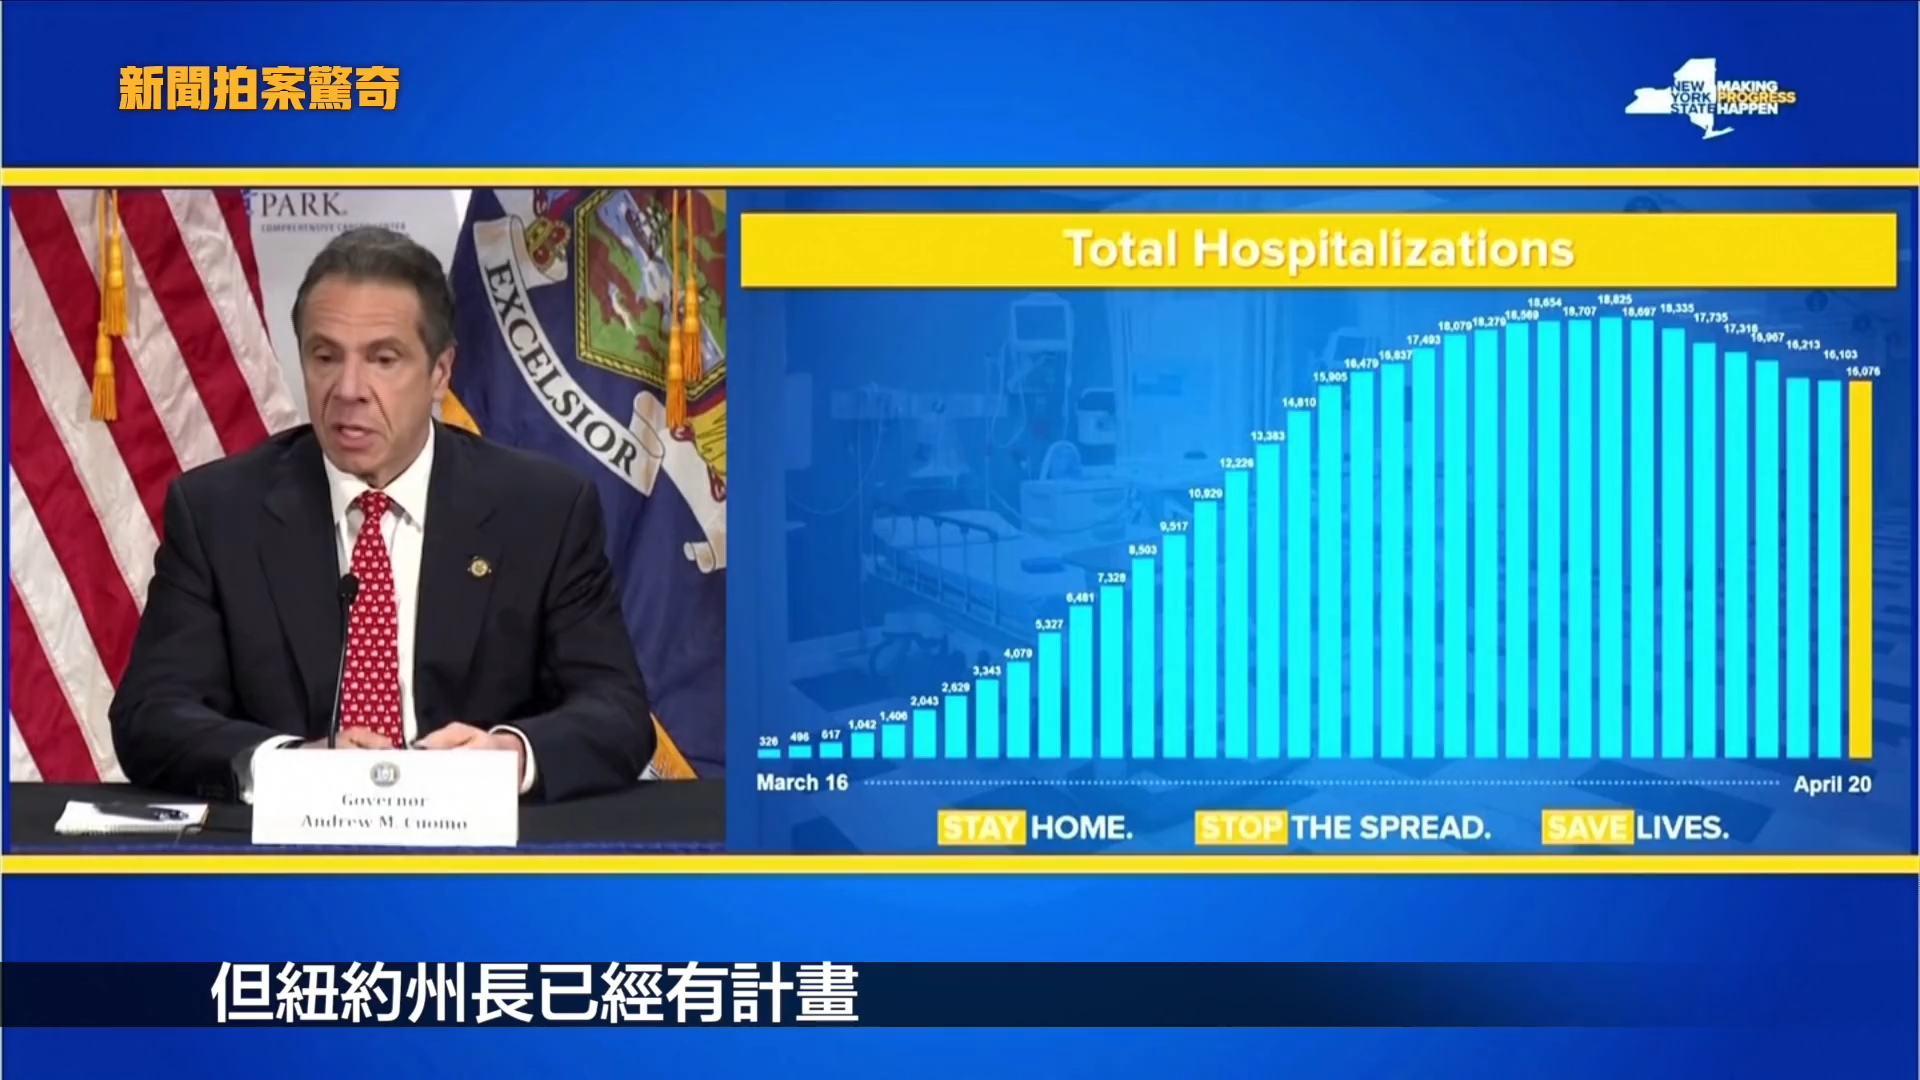 新聞拍案驚奇
NEW YORK STATE
MAKING PROGRESS HAPPEN
PARK
COMPREHENSIVE CANCER CENTER
EXCELSIOR
Governor
Andrew M. Cuomo
Total Hospitalizations
326 496 617 1,042 1,406 2,043 2,629 3,343 4,079 5,327 6,481 7,328 8,503 9,517 10,929 12,226 13,383 14,810 15,905 16,479 16,837 17,493 18,079 18,279 18,569 18,654 18,707 18,825 18,697 18,335 17,735 17,316 16,967 16,213 16,103 16,076
March 16 April 20
STAY HOME. STOP THE SPREAD. SAVE LIVES.
但紐約州長已經有計畫